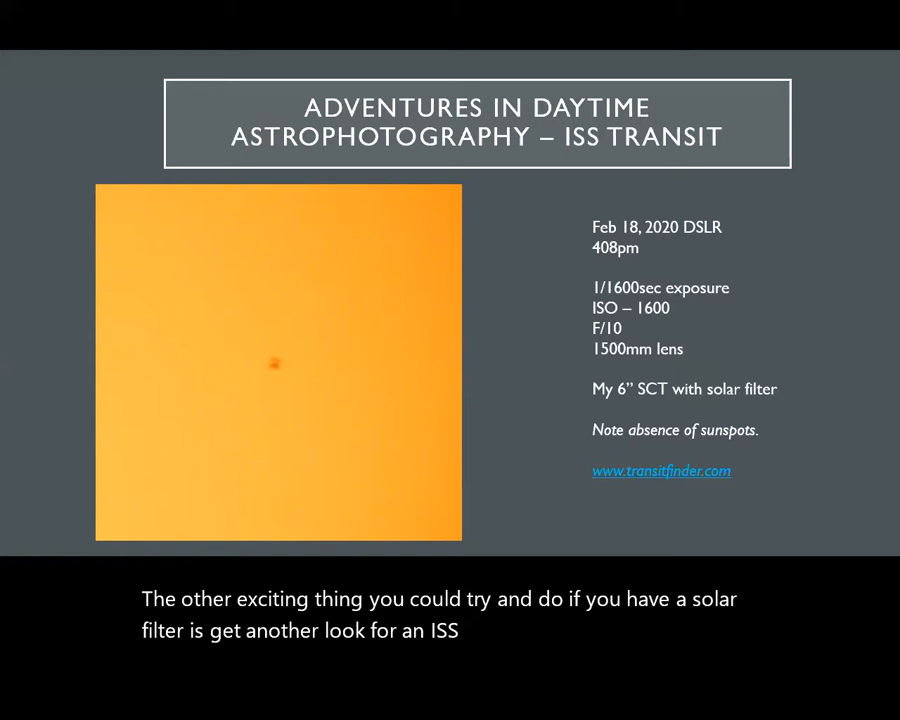 ADVENTURES IN DAYTIME
ASTROPHOTOGRAPHY – ISS TRANSIT
Feb 18, 2020 DSLR
408pm
1/1600sec exposure
ISO – 1600
F/10
1500mm lens
My 6” SCT with solar filter
Note absence of sunspots.
www.transitfinder.com
The other exciting thing you could try and do if you have a solar
filter is get another look for an ISS